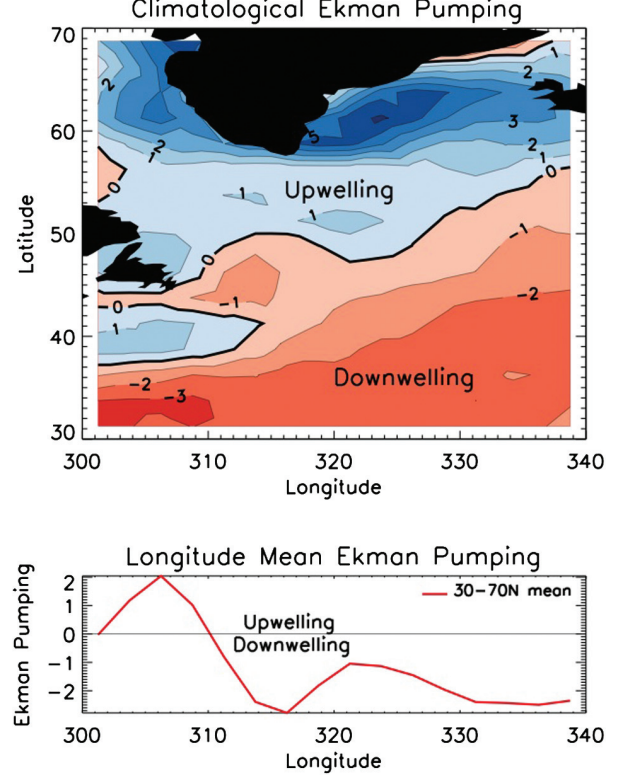 Climatological Ekman Pumping
70
60
50
40
30
Latitude
1
2
2
3
5
2
1
2
1
0
0
1
Upwelling
1
0
-1
-1
-2
0
1
-2
-3
Downwelling
300 310 320 330 340
Longitude
Longitude Mean Ekman Pumping
2
1
0
-1
-2
Ekman Pumping
30-70N mean
Upwelling
Downwelling
300 310 320 330 340
Longitude